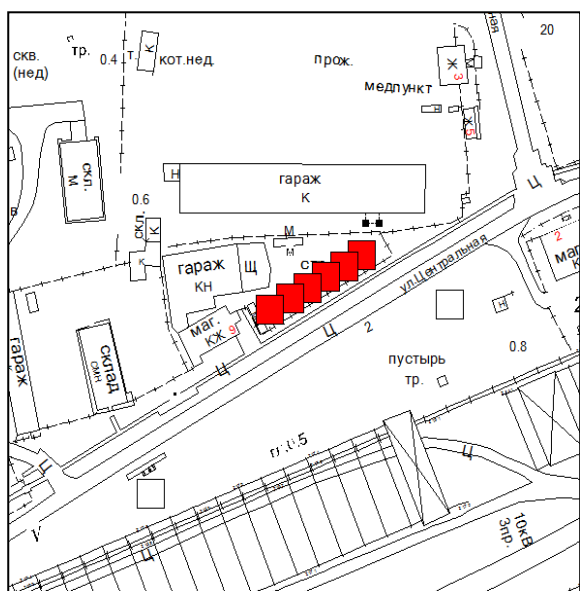 20
тр.
т.
К
скв.
(нед)
0.4
кот.нед.
прож.
Ж
3
медпункт
Н
Ж
5
скл.
М
Н
гараж
К
Ц
0.6
скл.
К
К
в
М
М
гараж
КН
Щ
ул.Центральная
2
маг.
маг.
КЖ
9
Н
Ц
2
Ц
0.8
пустырь
тр.
гараж
склад
СМН
Ц
Ц
Ц
10кВ
3пр.